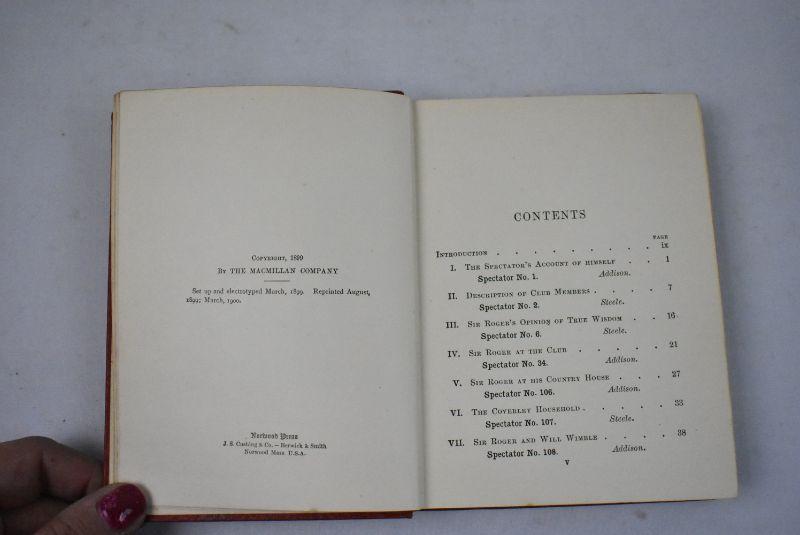 Copyright, 1899
By THE MACMILLAN COMPANY
Set up and electrotyped March, 1899. Reprinted August,
1899; March, 1900.
Norwood Press
J. S. Cushing & Co. – Berwick & Smith
Norwood Mass U.S.A.
CONTENTS
PAGE
Introduction . . . . . . . . . ix
I. The Spectator's Account of Himself . . 1
Spectator No. 1. Addison.
II. Description of Club Members . . . . 7
Spectator No. 2. Steele.
III. Sir Roger's Opinion of True Wisdom . . 16
Spectator No. 6. Steele.
IV. Sir Roger at the Club . . . . . 21
Spectator No. 34. Addison.
V. Sir Roger at his Country House . . . 27
Spectator No. 106. Addison.
VI. The Coverley Household . . . . . 33
Spectator No. 107. Steele.
VII. Sir Roger and Will Wimble . . . . 38
Spectator No. 108. Addison.
v